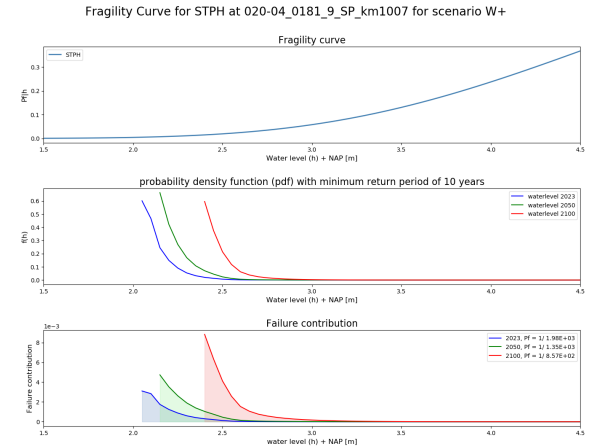 Fragility Curve for STPH at 020-04_0181_9_SP_km1007 for scenario W+
Fragility curve
STPH
Pf|h
0.3
0.2
0.1
0.0
1.5 2.0 2.5 3.0 3.5 4.0 4.5
Water level (h) + NAP [m]
probability density function (pdf) with minimum return period of 10 years
waterlevel 2023
waterlevel 2050
waterlevel 2100
f(h)
0.6
0.5
0.4
0.3
0.2
0.1
0.0
1.5 2.0 2.5 3.0 3.5 4.0 4.5
Water level (h) + NAP [m]
Failure contribution
1e−3
2023, Pf = 1/ 1.98E+03
2050, Pf = 1/ 1.35E+03
2100, Pf = 1/ 8.57E+02
Failure contribution
8
6
4
2
0
1.5 2.0 2.5 3.0 3.5 4.0 4.5
water level (h) + NAP [m]